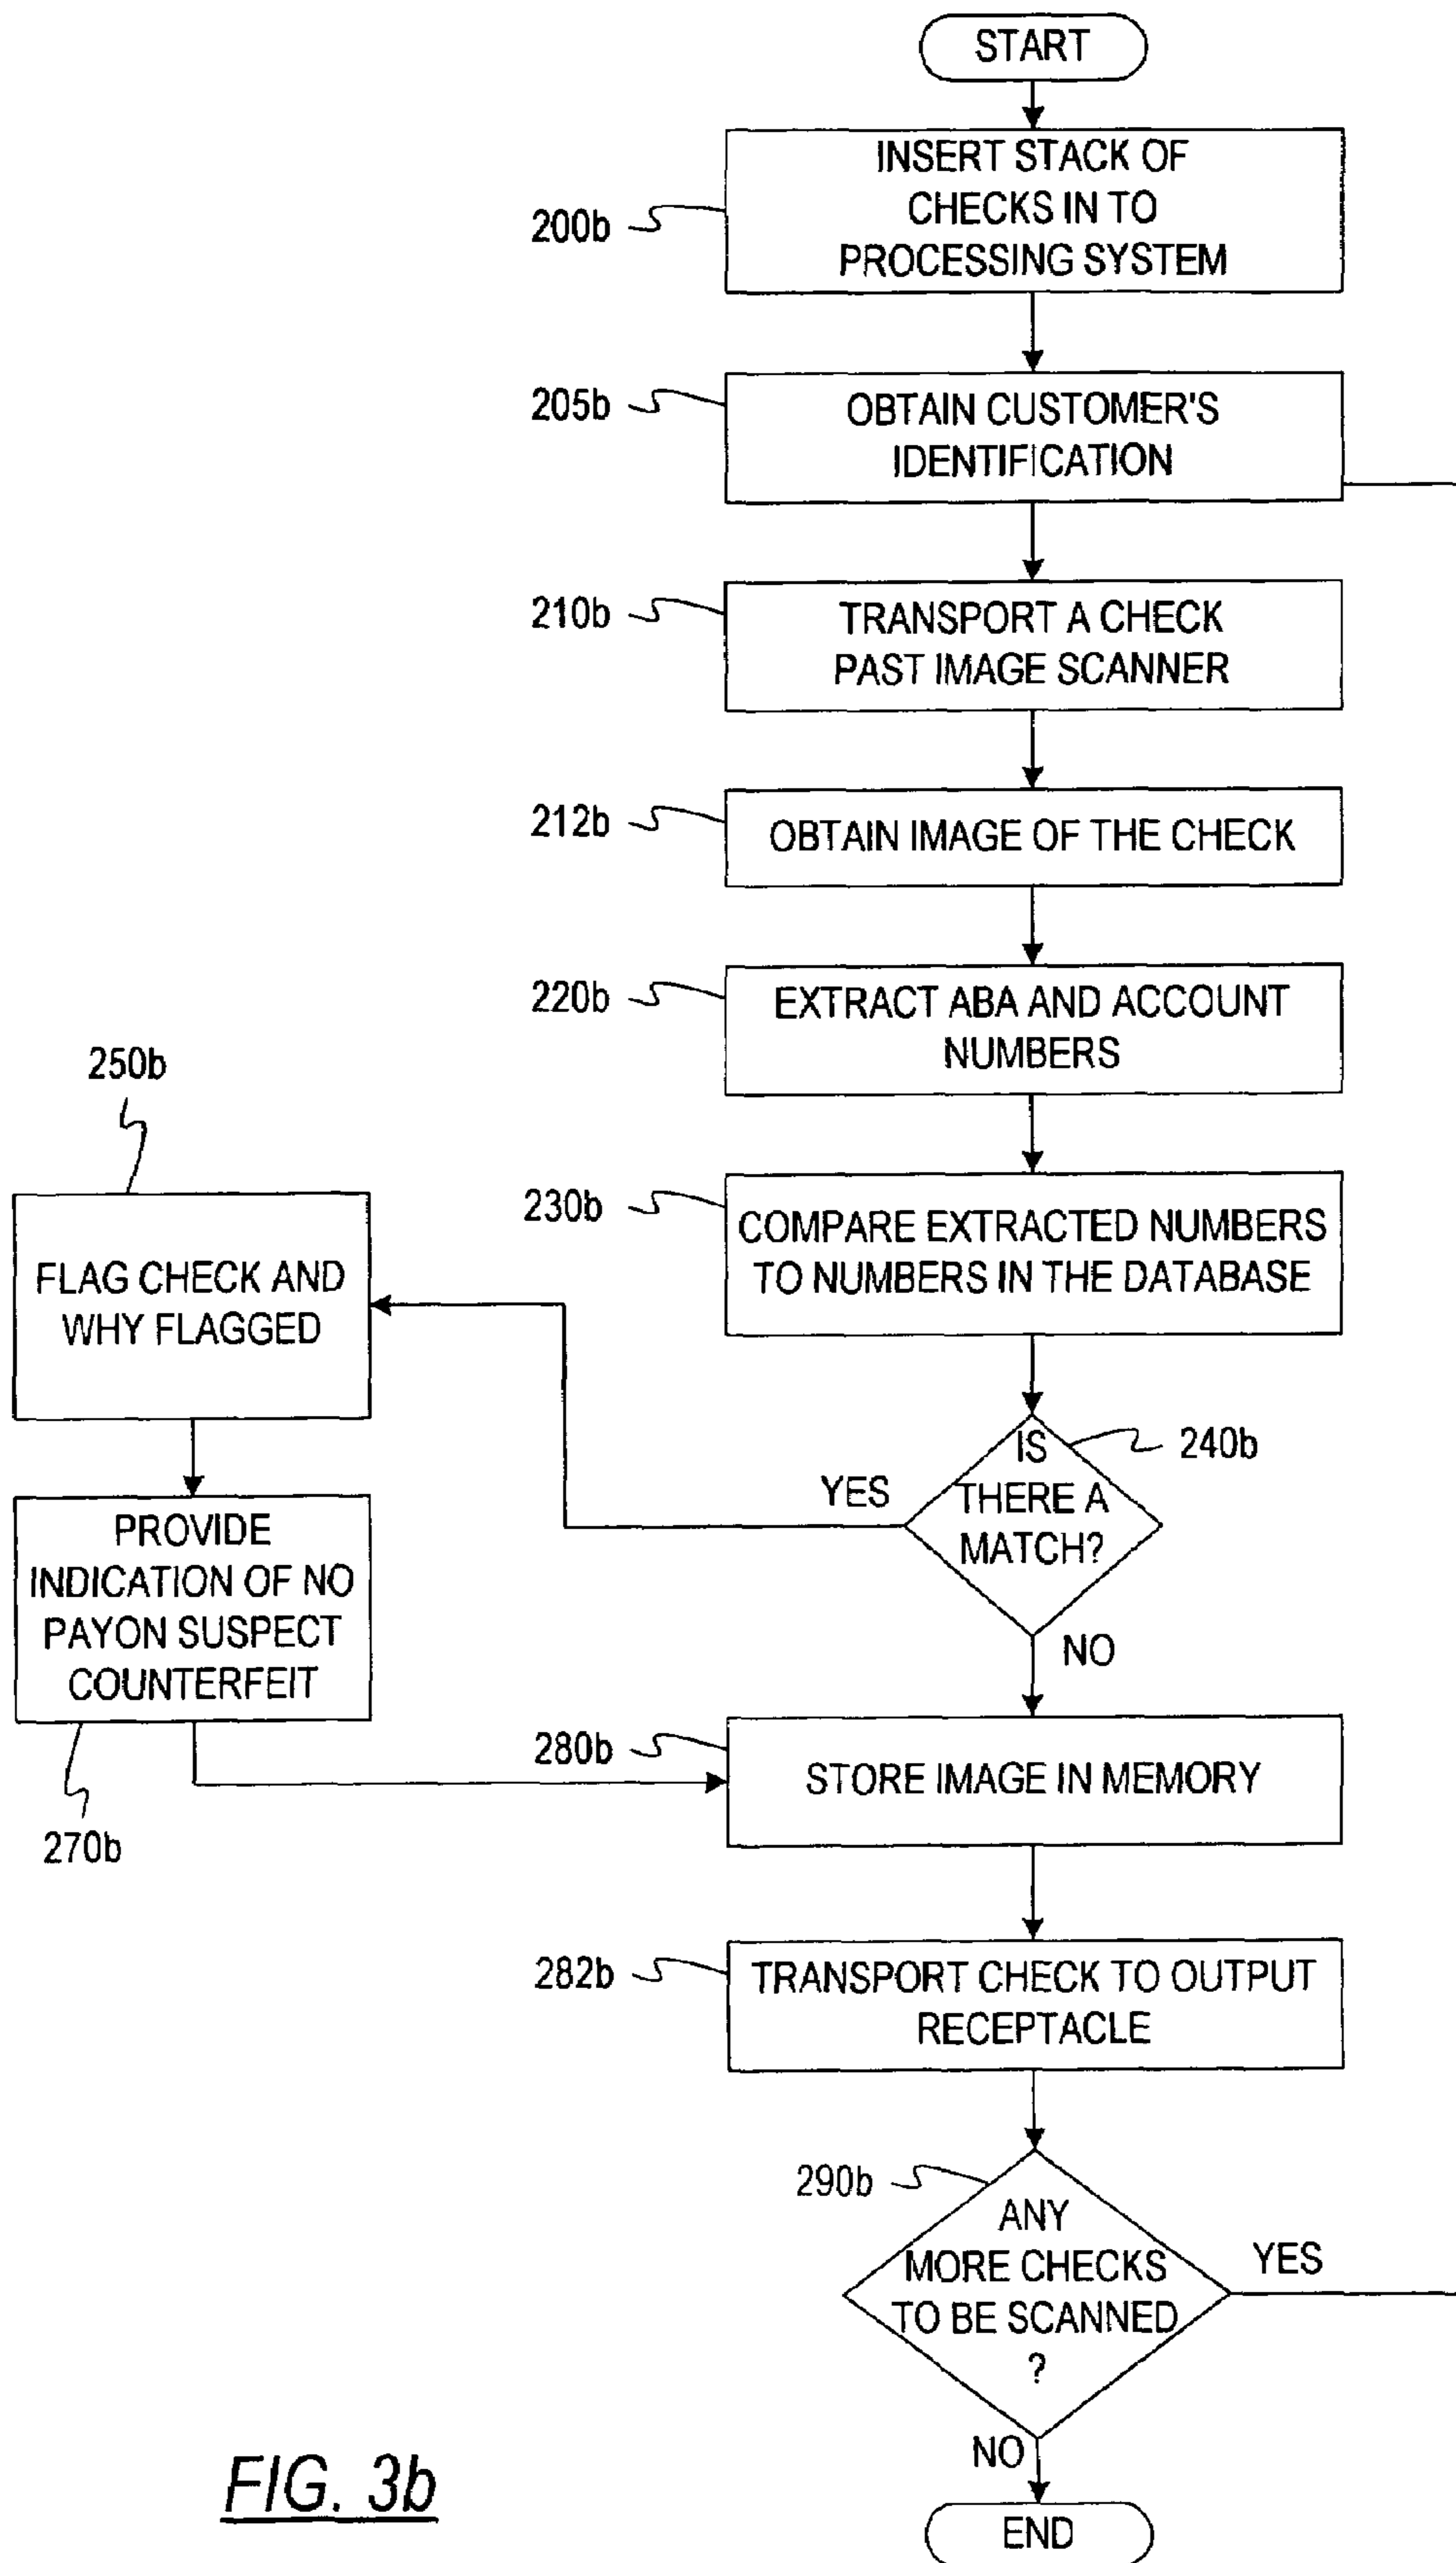 START
INSERT STACK OF
CHECKS IN TO
PROCESSING SYSTEM
200b
OBTAIN CUSTOMER'S
IDENTIFICATION
205b
TRANSPORT A CHECK
PAST IMAGE SCANNER
210b
OBTAIN IMAGE OF THE CHECK
212b
EXTRACT ABA AND ACCOUNT
NUMBERS
220b
COMPARE EXTRACTED NUMBERS
TO NUMBERS IN THE DATABASE
230b
IS
THERE A
MATCH?
240b
YES
NO
250b
FLAG CHECK AND
WHY FLAGGED
PROVIDE
INDICATION OF NO
PAYON SUSPECT
COUNTERFEIT
270b
STORE IMAGE IN MEMORY
280b
TRANSPORT CHECK TO OUTPUT
RECEPTACLE
282b
ANY
MORE CHECKS
TO BE SCANNED
?
290b
YES
NO
END
FIG. 3b